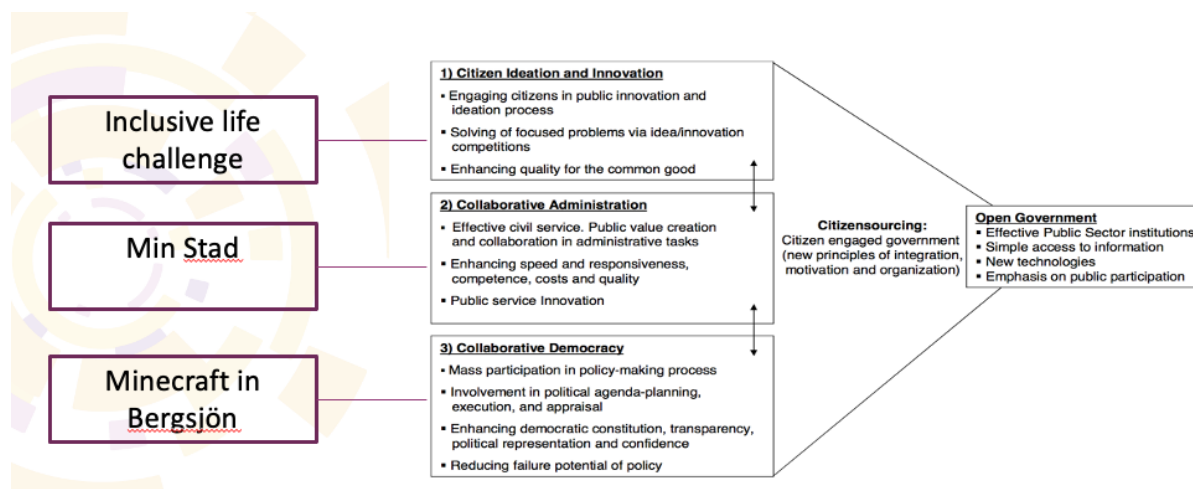 Inclusive life
challenge
Min Stad
Minecraft in
Bergsjön
1) Citizen Ideation and Innovation
▪ Engaging citizens in public innovation and
ideation process
▪ Solving of focused problems via idea/innovation
competitions
▪ Enhancing quality for the common good
2) Collaborative Administration
▪ Effective civil service. Public value creation
and collaboration in administrative tasks
▪ Enhancing speed and responsiveness,
competence, costs and quality
▪ Public service Innovation
3) Collaborative Democracy
▪ Mass participation in policy-making process
▪ Involvement in political agenda-planning,
execution, and appraisal
▪ Enhancing democratic constitution, transparency,
political representation and confidence
▪ Reducing failure potential of policy
Citizensourcing:
Citizen engaged government
(new principles of integration,
motivation and organization)
Open Government
▪ Effective Public Sector institutions
▪ Simple access to information
▪ New technologies
▪ Emphasis on public participation